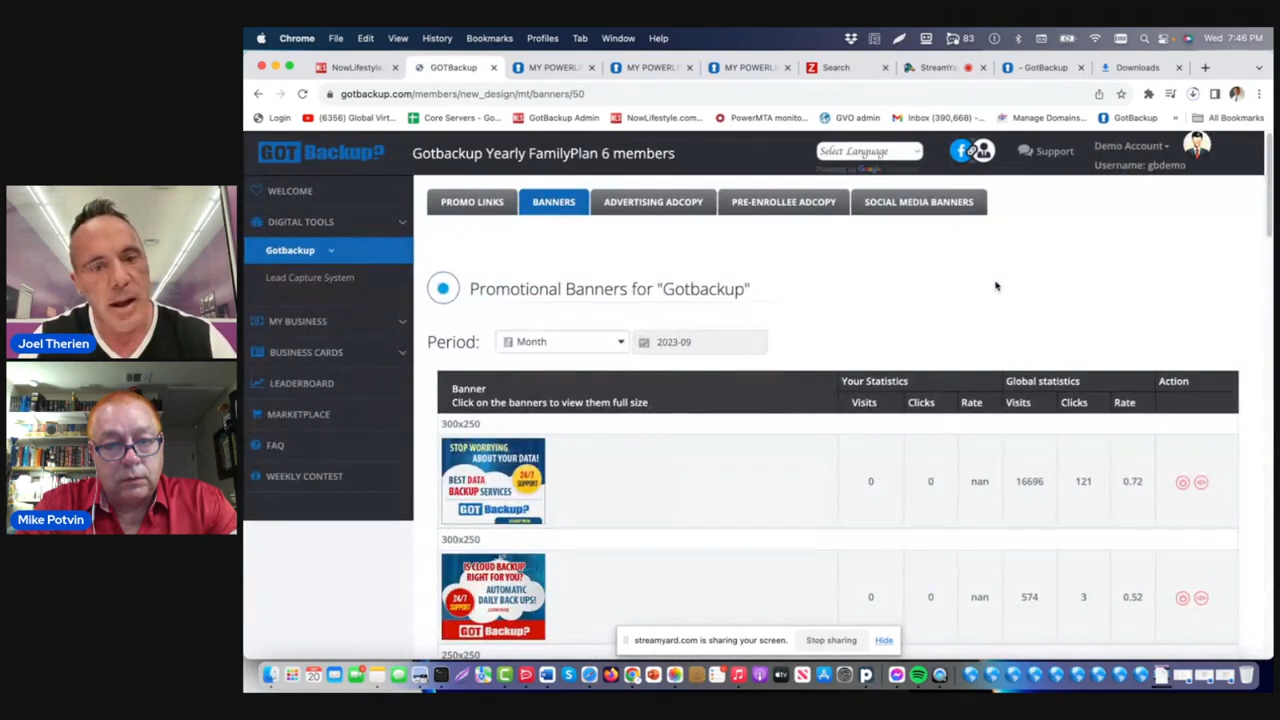 Chrome File Edit View History Bookmarks Profiles Tab Window Help 83 Wed 7:46 PM
NowLifestyle. GOTBackup MY POWERL MY POWERL MY POWERL Search StreamYa - GotBackup Downloads
gotbackup.com/members/new_design/mt/banners/50
Login (6356) Global Virt... Core Servers - Go... GotBackup Admin NowLifestyle.com... PowerMTA monito... GVO admin Inbox (390,668) ... Manage Domains... GotBackup » All Bookmarks
GOT Backup? Gotbackup Yearly FamilyPlan 6 members Select Language Support Demo Account
Powered by Google Username: gbdemo
WELCOME
DIGITAL TOOLS
Gotbackup
Lead Capture System
MY BUSINESS
BUSINESS CARDS
LEADERBOARD
MARKETPLACE
FAQ
WEEKLY CONTEST
PROMO LINKS BANNERS ADVERTISING ADCOPY PRE-ENROLLEE ADCOPY SOCIAL MEDIA BANNERS
Promotional Banners for "Gotbackup"
Period: Month 2023-09
Banner Your Statistics Global statistics Action
Click on the banners to view them full size Visits Clicks Rate Visits Clicks Rate
300x250
STOP WORRYING
ABOUT YOUR DATA!
BEST DATA
BACKUP SERVICES
24/7
SUPPORT
GOT Backup?
0 0 nan 16696 121 0.72
300x250
IS CLOUD BACKUP
RIGHT FOR YOU?
24/7
SUPPORT
AUTOMATIC
DAILY BACK UPS!
GOT Backup?
0 0 nan 574 3 0.52
250x250
streamyard.com is sharing your screen. Stop sharing Hide
Joel Therien
Mike Potvin
SEP
20